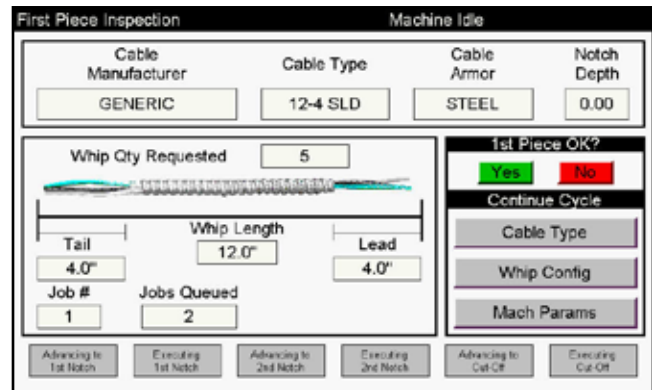 First Piece Inspection Machine Idle
Cable Manufacturer
Cable Type
Cable Armor
Notch Depth
GENERIC
12-4 SLD
STEEL
0.00
Whip Qty Requested 5
Whip Length
12.0"
Tail
4.0"
Lead
4.0"
Job #
1
Jobs Queued
2
1st Piece OK?
Yes No
Continue Cycle
Cable Type
Whip Config
Mach Params
Advancing to 1st Notch
Executing 1st Notch
Advancing to 2nd Notch
Executing 2nd Notch
Advancing to Cut-Off
Executing Cut-Off